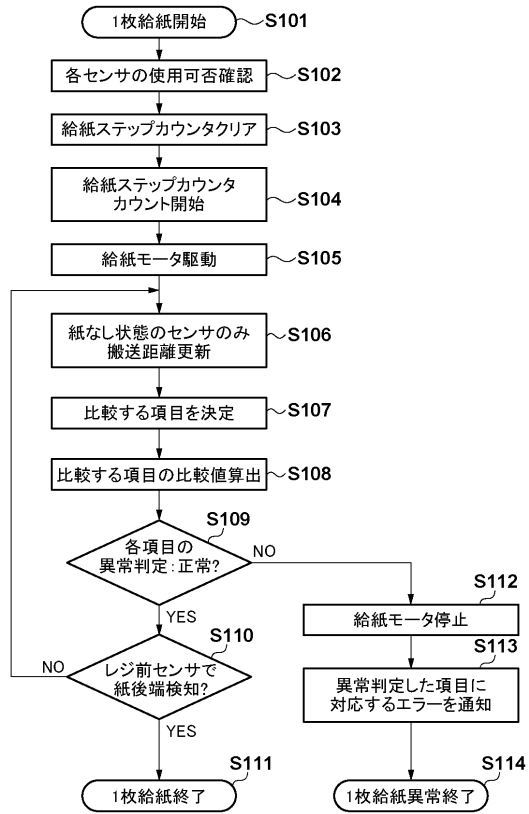 1枚給紙開始
S101
各センサの使用可否確認
S102
給紙ステップカウンタクリア
S103
給紙ステップカウンタ
カウント開始
S104
給紙モータ駆動
S105
紙なし状態のセンサのみ
搬送距離更新
S106
比較する項目を決定
S107
比較する項目の比較値算出
S108
S109
各項目の
異常判定:正常?
NO
YES
S110
レジ前センサで
紙後端検知?
NO
YES
S111
1枚給紙終了
S112
給紙モータ停止
S113
異常判定した項目に
対応するエラーを通知
S114
1枚給紙異常終了